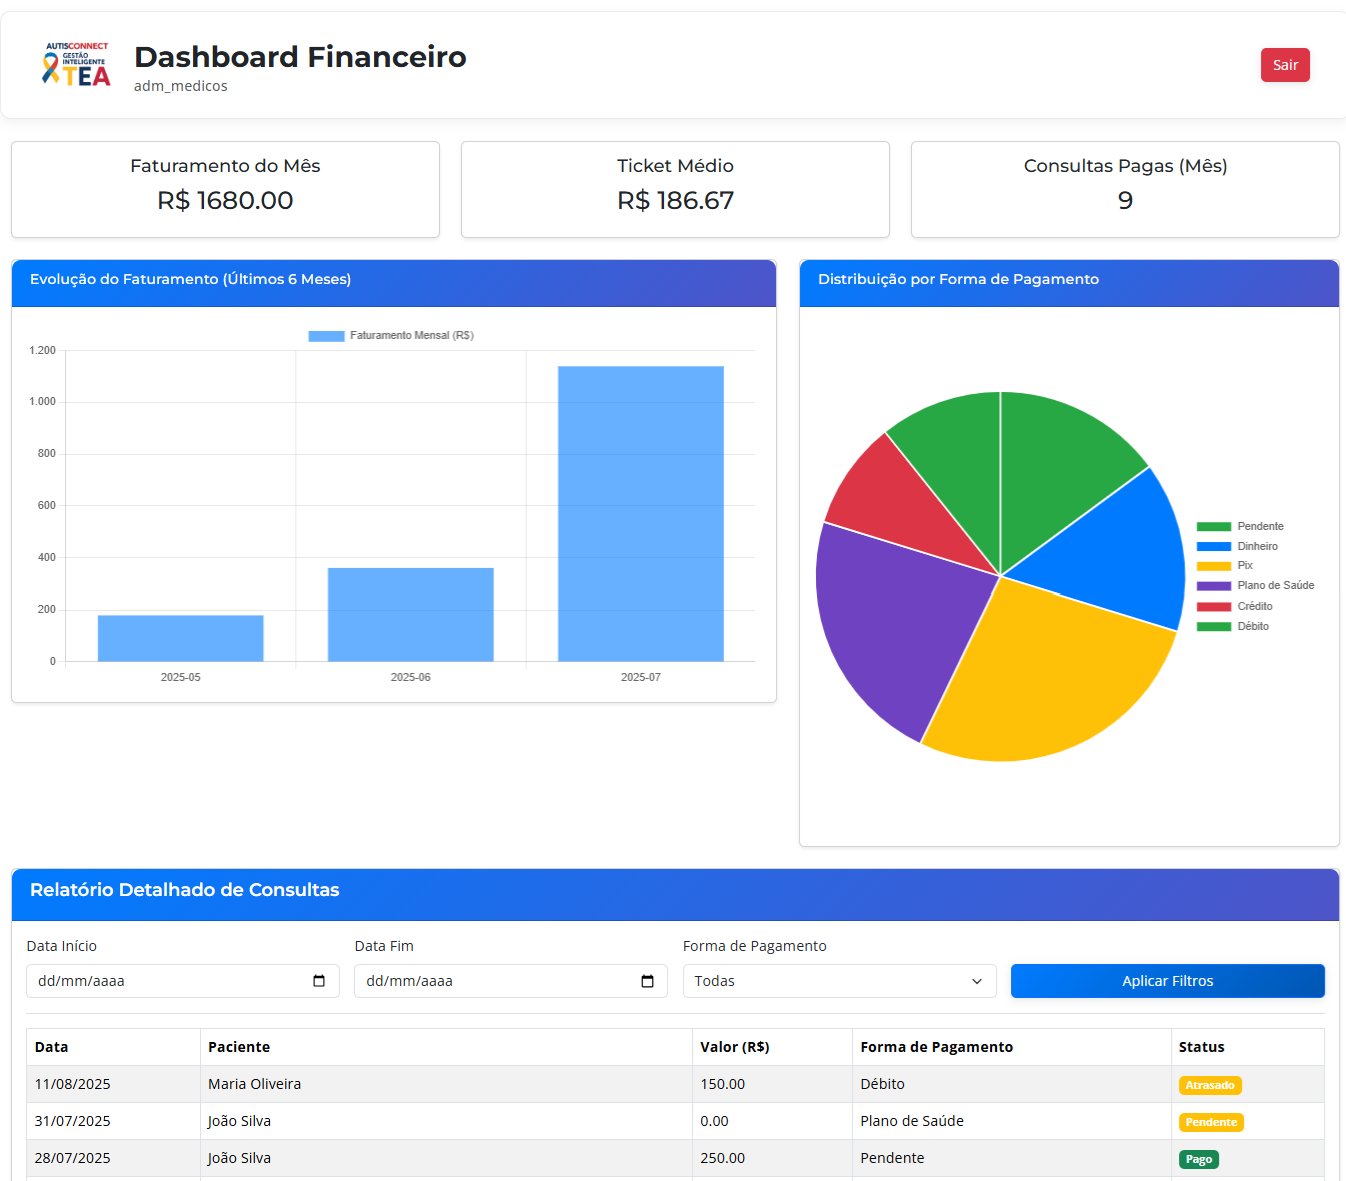 AUTISCONNECT
GESTÃO
INTELIGENTE
TEA
Dashboard Financeiro
adm_medicos
Sair
Faturamento do Mês
R$ 1680.00
Ticket Médio
R$ 186.67
Consultas Pagas (Mês)
9
Evolução do Faturamento (Últimos 6 Meses)
Faturamento Mensal (R$)
1.200
1.000
800
600
400
200
0
2025-05 2025-06 2025-07
Distribuição por Forma de Pagamento
Pendente
Dinheiro
Pix
Plano de Saúde
Crédito
Débito
Relatório Detalhado de Consultas
Data Início Data Fim Forma de Pagamento
dd/mm/aaaa dd/mm/aaaa Todas Aplicar Filtros
Data Paciente Valor (R$) Forma de Pagamento Status
11/08/2025 Maria Oliveira 150.00 Débito Atrasado
31/07/2025 João Silva 0.00 Plano de Saúde Pendente
28/07/2025 João Silva 250.00 Pendente Pago